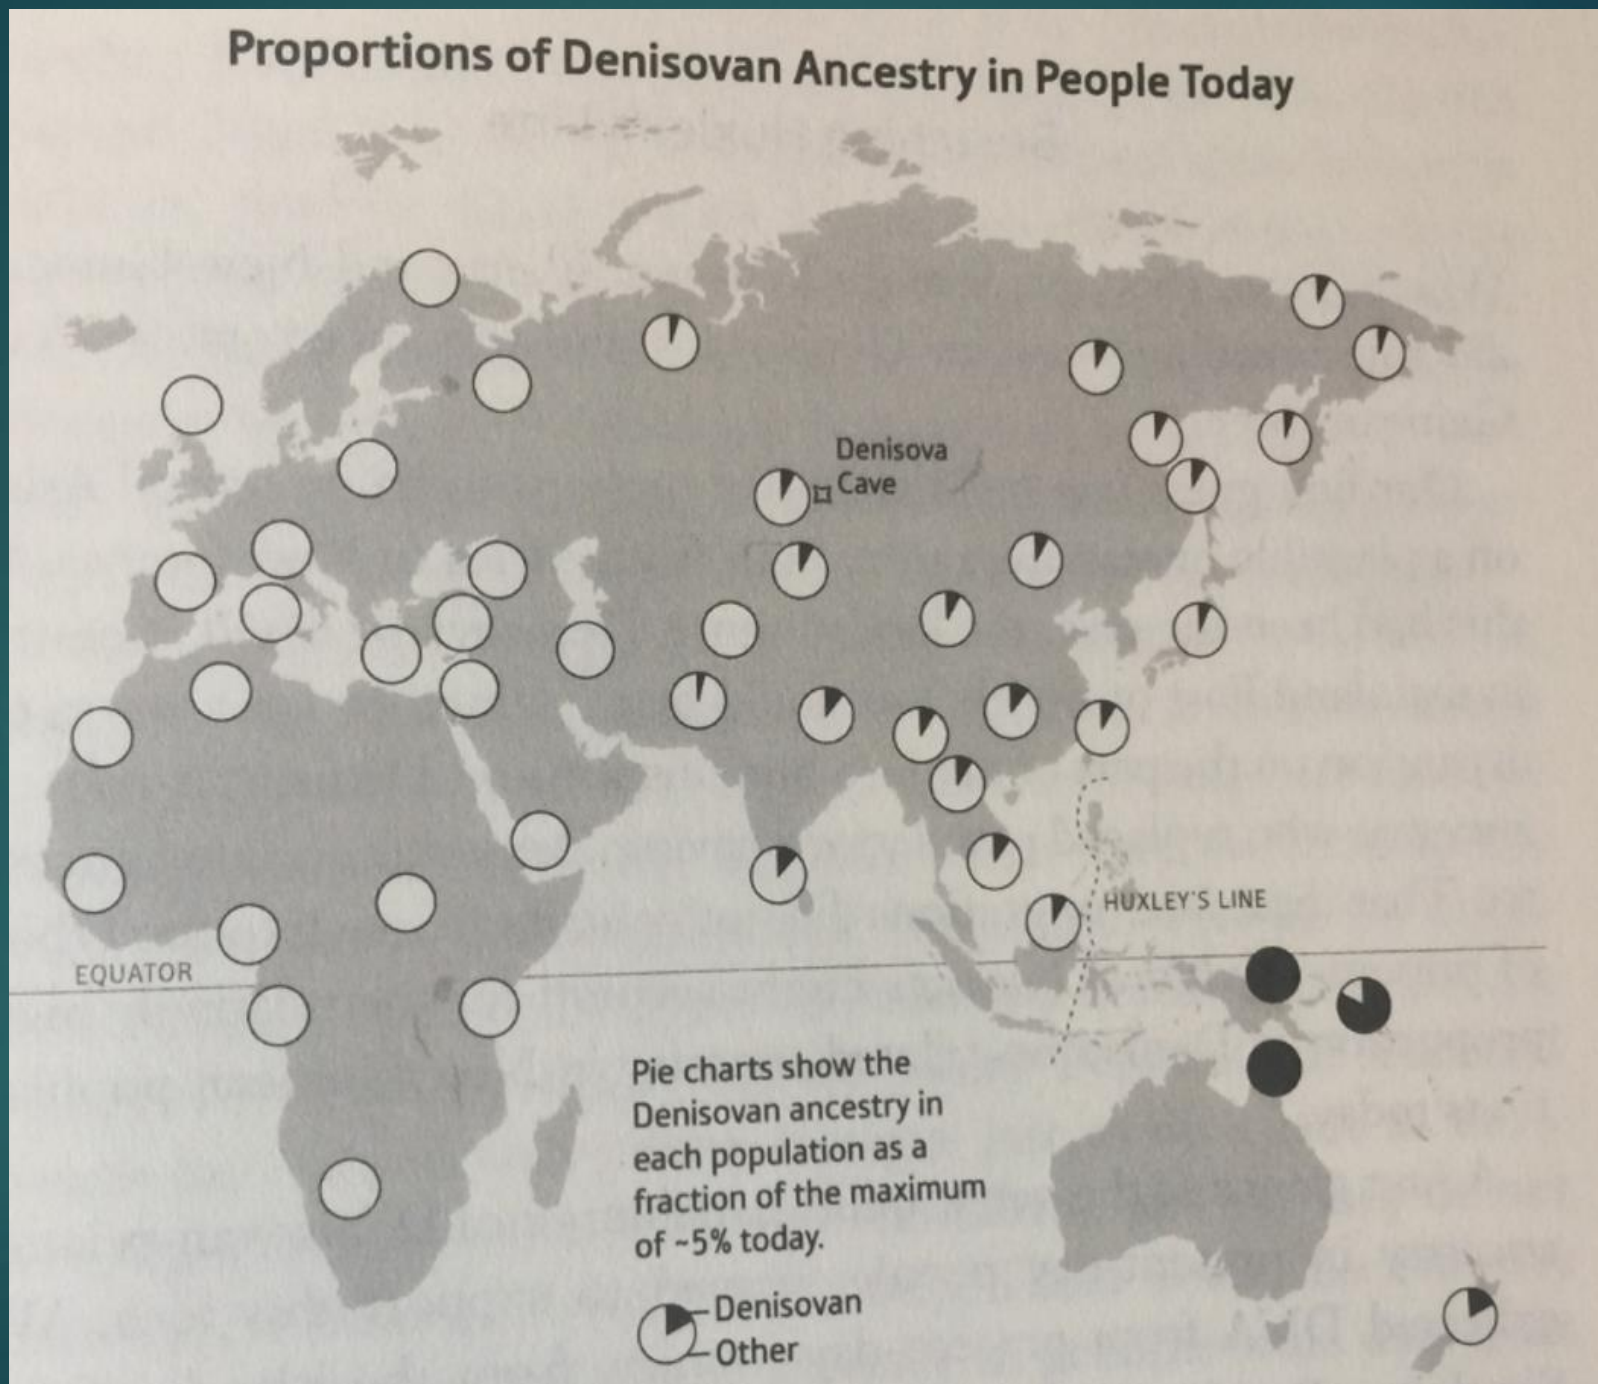 Proportions of Denisovan Ancestry in People Today
Denisova
Cave
HUXLEY'S LINE
EQUATOR
Pie charts show the
Denisovan ancestry in
each population as a
fraction of the maximum
of ~5% today.
Denisovan
Other